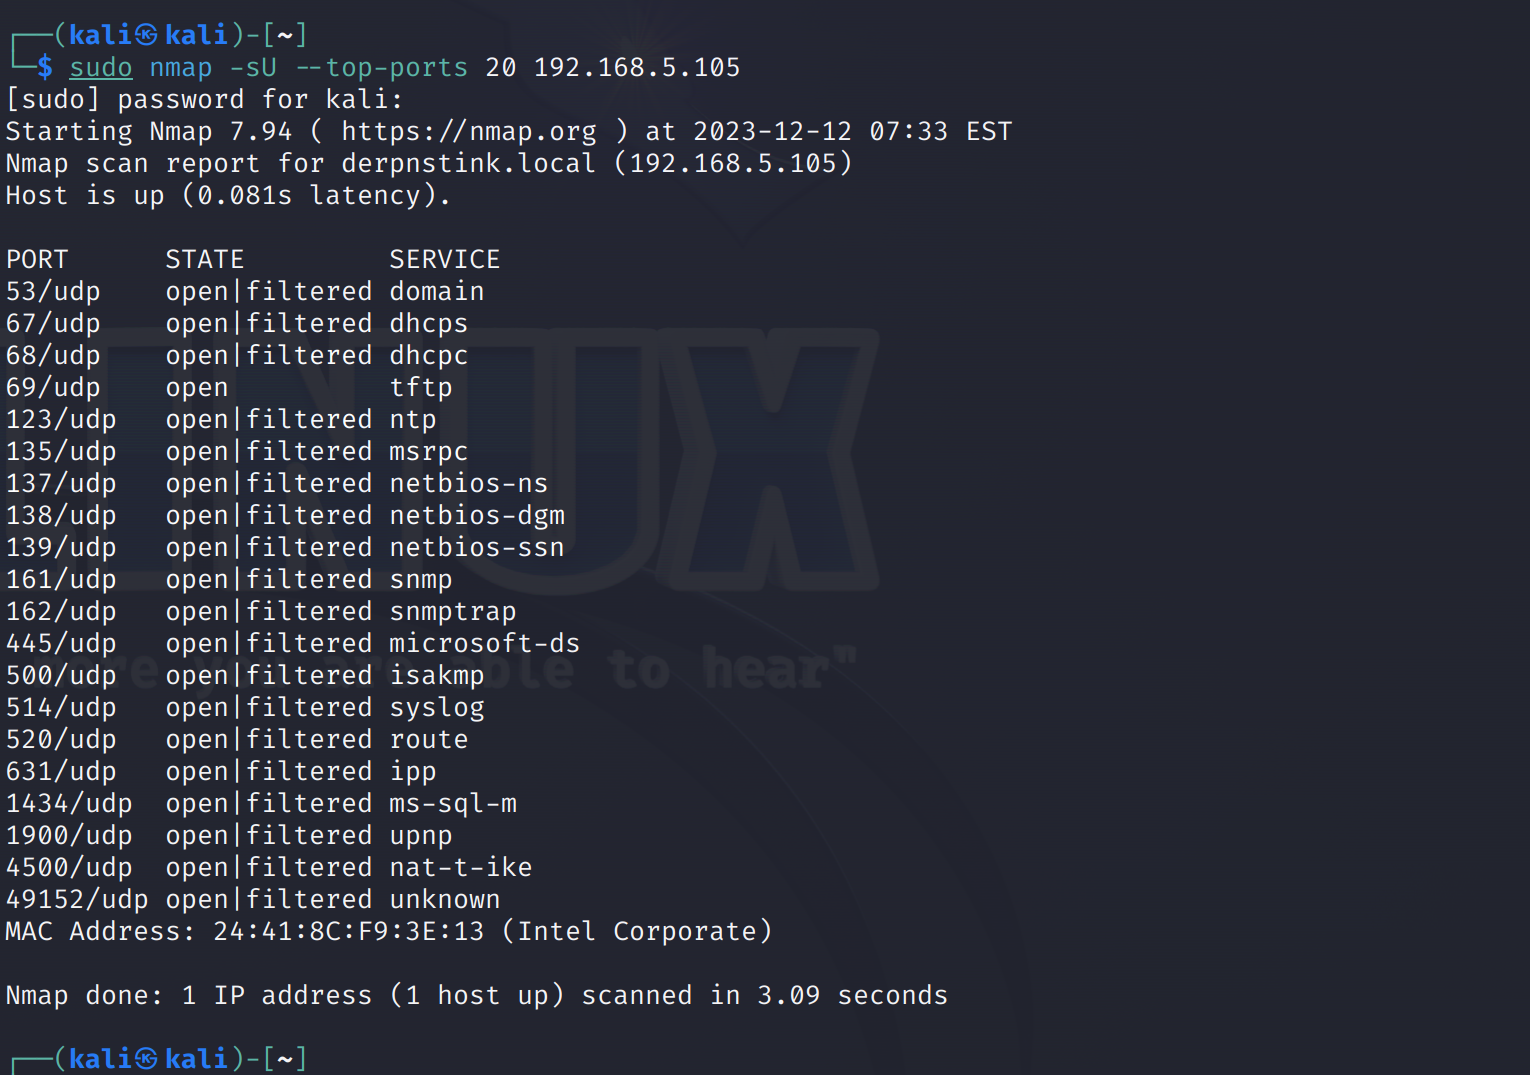 ┌──(kali㉿kali)-[~]
└─$ sudo nmap -sU --top-ports 20 192.168.5.105
[sudo] password for kali:
Starting Nmap 7.94 ( https://nmap.org ) at 2023-12-12 07:33 EST
Nmap scan report for derpnstink.local (192.168.5.105)
Host is up (0.081s latency).
PORT      STATE         SERVICE
53/udp    open|filtered domain
67/udp    open|filtered dhcps
68/udp    open|filtered dhcpc
69/udp    open          tftp
123/udp   open|filtered ntp
135/udp   open|filtered msrpc
137/udp   open|filtered netbios-ns
138/udp   open|filtered netbios-dgm
139/udp   open|filtered netbios-ssn
161/udp   open|filtered snmp
162/udp   open|filtered snmptrap
445/udp   open|filtered microsoft-ds
500/udp   open|filtered isakmp
514/udp   open|filtered syslog
520/udp   open|filtered route
631/udp   open|filtered ipp
1434/udp  open|filtered ms-sql-m
1900/udp  open|filtered upnp
4500/udp  open|filtered nat-t-ike
49152/udp open|filtered unknown
MAC Address: 24:41:8C:F9:3E:13 (Intel Corporate)
Nmap done: 1 IP address (1 host up) scanned in 3.09 seconds
┌──(kali㉿kali)-[~]